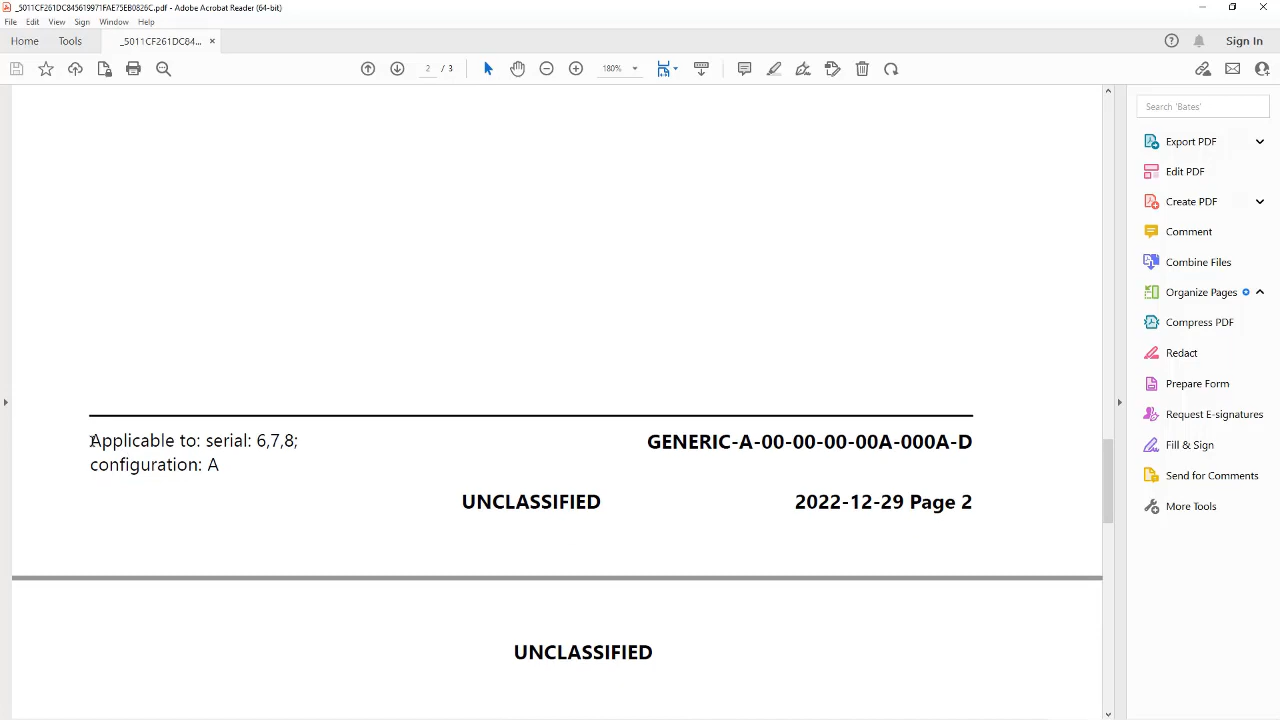 _5011CF261DC845619971FAE75EB0826C.pdf - Adobe Acrobat Reader (64-bit)
File Edit View Sign Window Help
Home Tools _5011CF261DC84... × Sign In
2 / 3 180%
Search 'Bates'
Export PDF
Edit PDF
Create PDF
Comment
Combine Files
Organize Pages
Compress PDF
Redact
Prepare Form
Request E-signatures
Fill & Sign
Send for Comments
More Tools
Applicable to: serial: 6,7,8; GENERIC-A-00-00-00-00A-000A-D
configuration: A
UNCLASSIFIED 2022-12-29 Page 2
UNCLASSIFIED